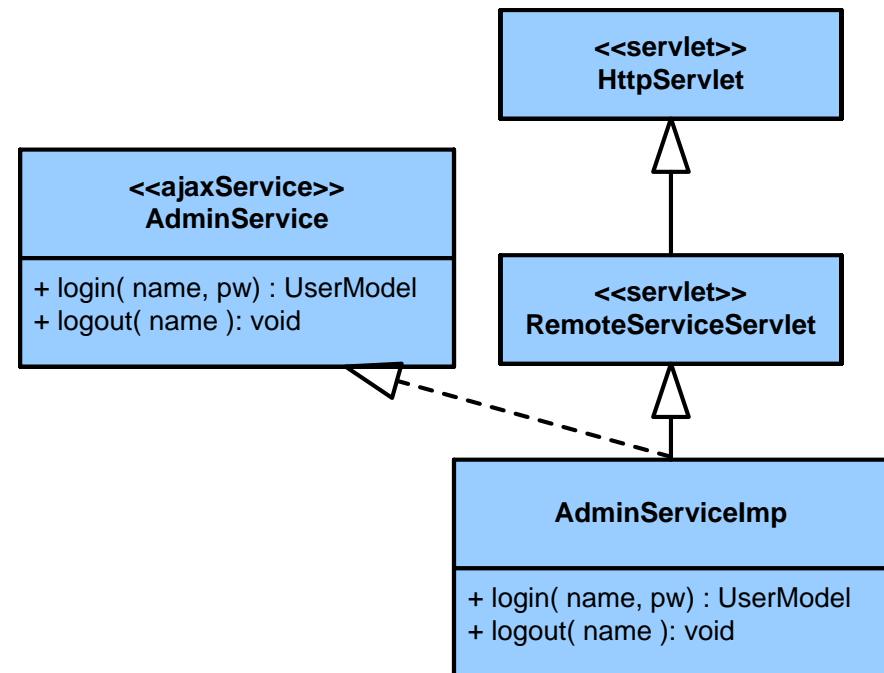 <<servlet>>
HttpServlet
<<ajaxService>>
AdminService
+ login( name, pw) : UserModel
+ logout( name ): void
<<servlet>>
RemoteServiceServlet
AdminServiceImp
+ login( name, pw) : UserModel
+ logout( name ): void